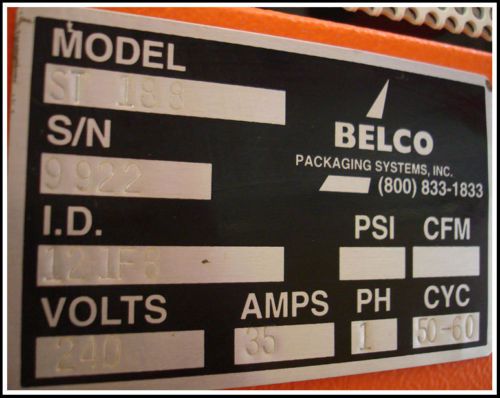 MODEL
ST 188
S/N
9922
BELCO
PACKAGING SYSTEMS, INC.
(800) 833-1833
I.D.
121FS
PSI CFM
VOLTS AMPS PH CYC
240 35 1 50-60